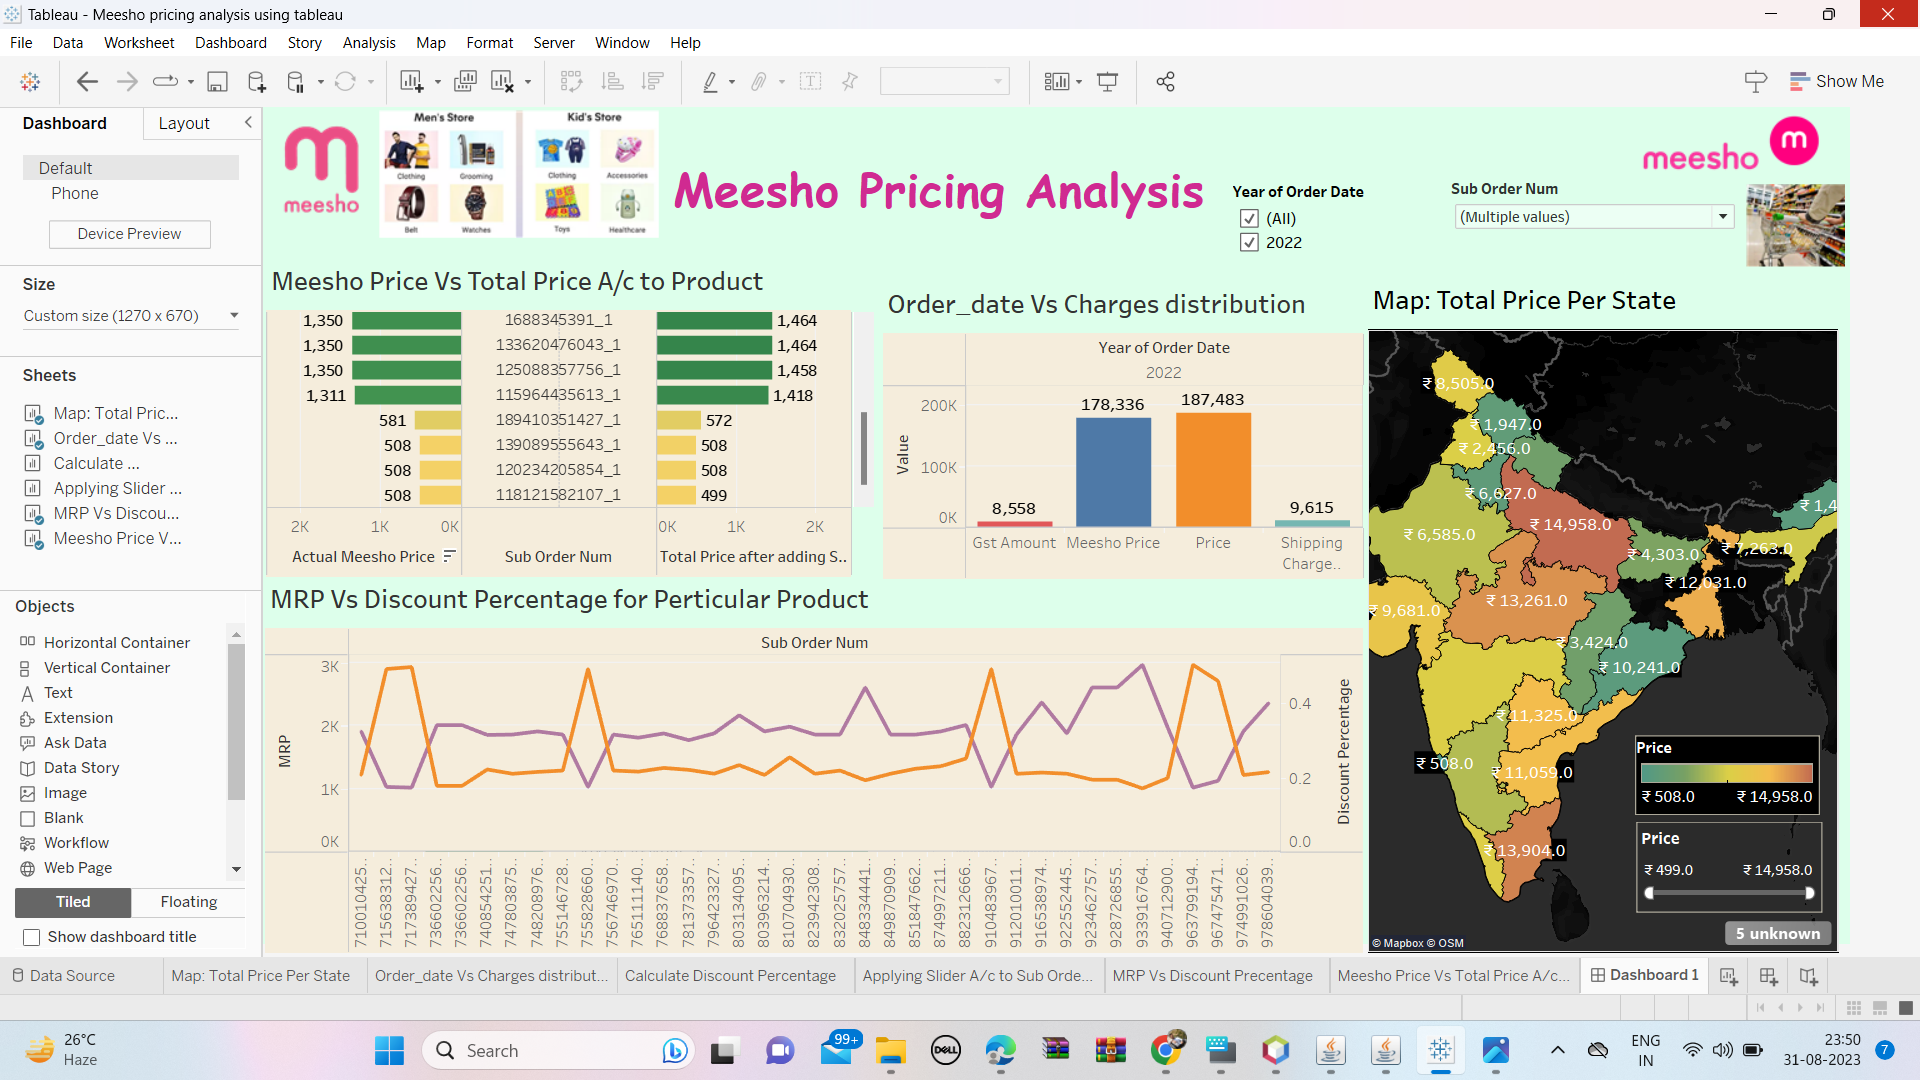 Tableau - Meesho pricing analysis using tableau
File Data Worksheet Dashboard Story Analysis Map Format Server Window Help
Show Me
Dashboard Layout
Default
Phone
Device Preview
Size
Custom size (1270 x 670)
Sheets
Map: Total Pric...
Order_date Vs ...
Calculate ...
Applying Slider ...
MRP Vs Discou...
Meesho Price V...
Objects
Horizontal Container
Vertical Container
Text
Extension
Ask Data
Data Story
Image
Blank
Workflow
Web Page
Tiled Floating
Show dashboard title
meesho
Men's Store
Clothing Grooming
Belt Watches
Kid's Store
Clothing Accessories
Toys Healthcare
Meesho Pricing Analysis
Year of Order Date
(All)
2022
Sub Order Num
(Multiple values)
meesho
Meesho Price Vs Total Price A/c to Product
1,350 1688345391_1 1,464
1,350 133620476043_1 1,464
1,350 125088357756_1 1,458
1,311 115964435613_1 1,418
581 189410351427_1 572
508 139089555643_1 508
508 120234205854_1 508
508 118121582107_1 499
2K 1K 0K 0K 1K 2K
Actual Meesho Price Sub Order Num Total Price after adding S..
Order_date Vs Charges distribution
Year of Order Date
2022
200K
100K
0K
Value
8,558 178,336 187,483 9,615
Gst Amount Meesho Price Price Shipping
Charge..
Map: Total Price Per State
₹ 8,505.0
₹ 1,947.0
₹ 2,456.0
₹ 6,627.0
₹ 1,4
₹ 14,958.0
₹ 6,585.0
₹ 4,303.0
₹ 7,263.0
₹ 12,031.0
₹ 13,261.0
₹ 9,681.0
₹ 3,424.0
₹ 10,241.0
₹ 11,325.0
₹ 508.0
₹ 11,059.0
₹ 13,904.0
Price
₹ 508.0 ₹ 14,958.0
Price
₹ 499.0 ₹ 14,958.0
5 unknown
© Mapbox © OSM
MRP Vs Discount Percentage for Perticular Product
Sub Order Num
3K
2K
1K
0K
MRP
0.4
0.2
0.0
Discount Percentage
710010425..
715638312..
717389427..
736602256..
736602256..
740854251..
747803875..
748208976..
755146728..
755828660..
756746970..
765111140..
768837658..
781373357..
796423327..
803134095..
803963214..
810704930..
823942308..
832025757..
848334441..
849870909..
851847662..
874997211..
882312666..
910483967..
912010011..
916538974..
922552445..
923462757..
928726855..
933916764..
940712900..
963799194..
967475471..
974991026..
978604039..
Data Source Map: Total Price Per State Order_date Vs Charges distribut... Calculate Discount Percentage Applying Slider A/c to Sub Orde... MRP Vs Discount Precentage Meesho Price Vs Total Price A/c... Dashboard 1
26°C
Haze
Search
99+
DELL
ENG
IN
23:50
31-08-2023
7